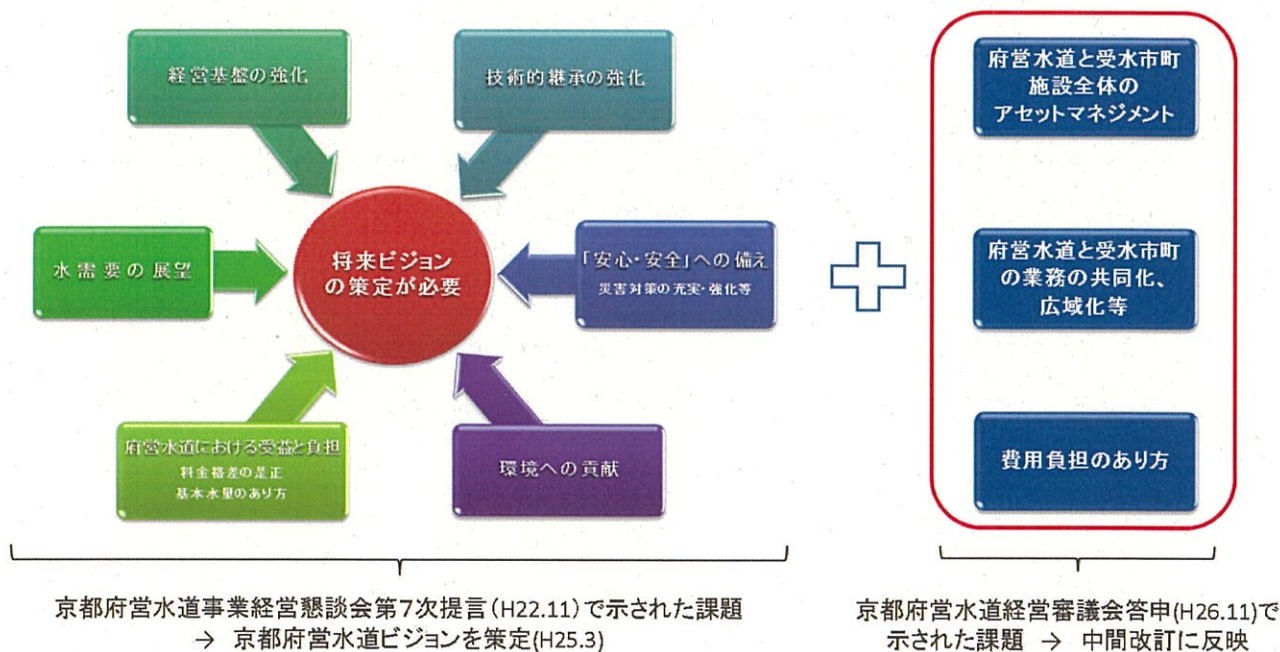 経営基盤の強化
技術的継承の強化
水需要の展望
将来ビジョン
の策定が必要
「安心・安全」への備え
災害対策の充実・強化等
府営水道における受益と負担
料金格差の是正
基本水量のあり方
環境への貢献
府営水道と受水市町
施設全体の
アセットマネジメント
府営水道と受水市町
の業務の共同化、
広域化等
費用負担のあり方
京都府営水道事業経営懇談会第7次提言(H22.11)で示された課題
→ 京都府営水道ビジョンを策定(H25.3)
京都府営水道経営審議会答申(H26.11)で
示された課題 → 中間改訂に反映